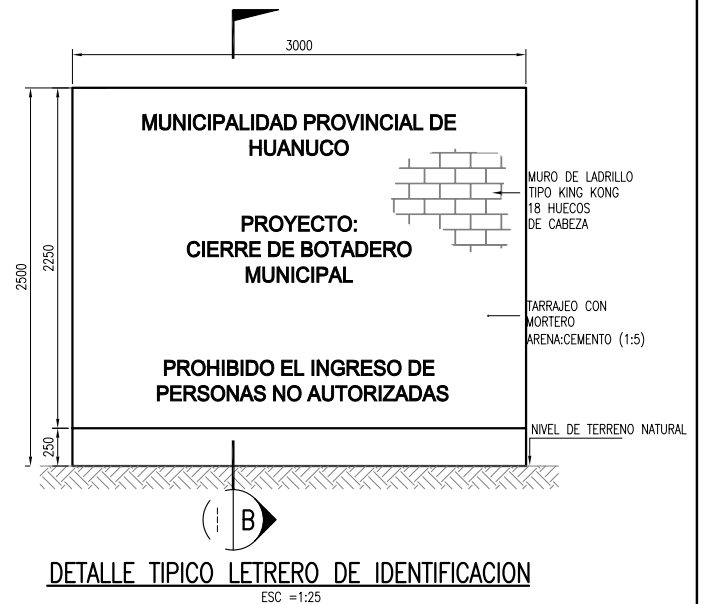 3000
MUNICIPALIDAD PROVINCIAL DE
HUANUCO
MURO DE LADRILLO
TIPO KING KONG
18 HUECOS
DE CABEZA
PROYECTO:
CIERRE DE BOTADERO
MUNICIPAL
2500
2250
TARRAJEO CON
MORTERO
ARENA:CEMENTO (1:5)
PROHIBIDO EL INGRESO DE
PERSONAS NO AUTORIZADAS
250
NIVEL DE TERRENO NATURAL
B
DETALLE TIPICO LETRERO DE IDENTIFICACION
ESC =1:25